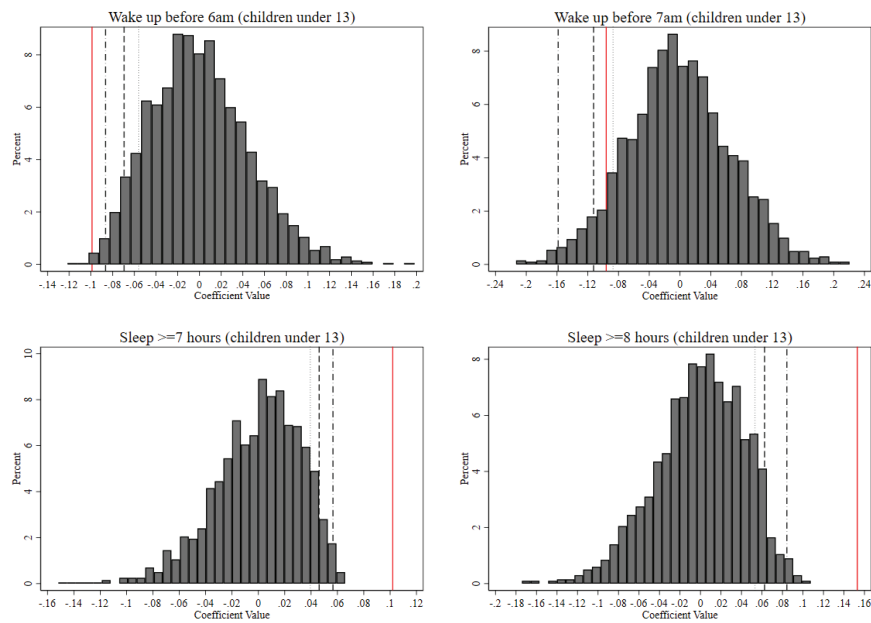 Wake up before 6am (children under 13)
Percent
0 2 4 6 8
-.14 -.12 -.1 -.08 -.06 -.04 -.02 0 .02 .04 .06 .08 .1 .12 .14 .16 .18 .2
Coefficient Value
Wake up before 7am (children under 13)
Percent
0 2 4 6 8
-.24 -.2 -.16 -.12 -.08 -.04 0 .04 .08 .12 .16 .2 .24
Coefficient Value
Sleep >=7 hours (children under 13)
Percent
0 2 4 6 8 10
-.16 -.14 -.12 -.1 -.08 -.06 -.04 -.02 0 .02 .04 .06 .08 .1 .12
Coefficient Value
Sleep >=8 hours (children under 13)
Percent
0 2 4 6 8
-.2 -.18 -.16 -.14 -.12 -.1 -.08 -.06 -.04 -.02 0 .02 .04 .06 .08 .1 .12 .14 .16
Coefficient Value